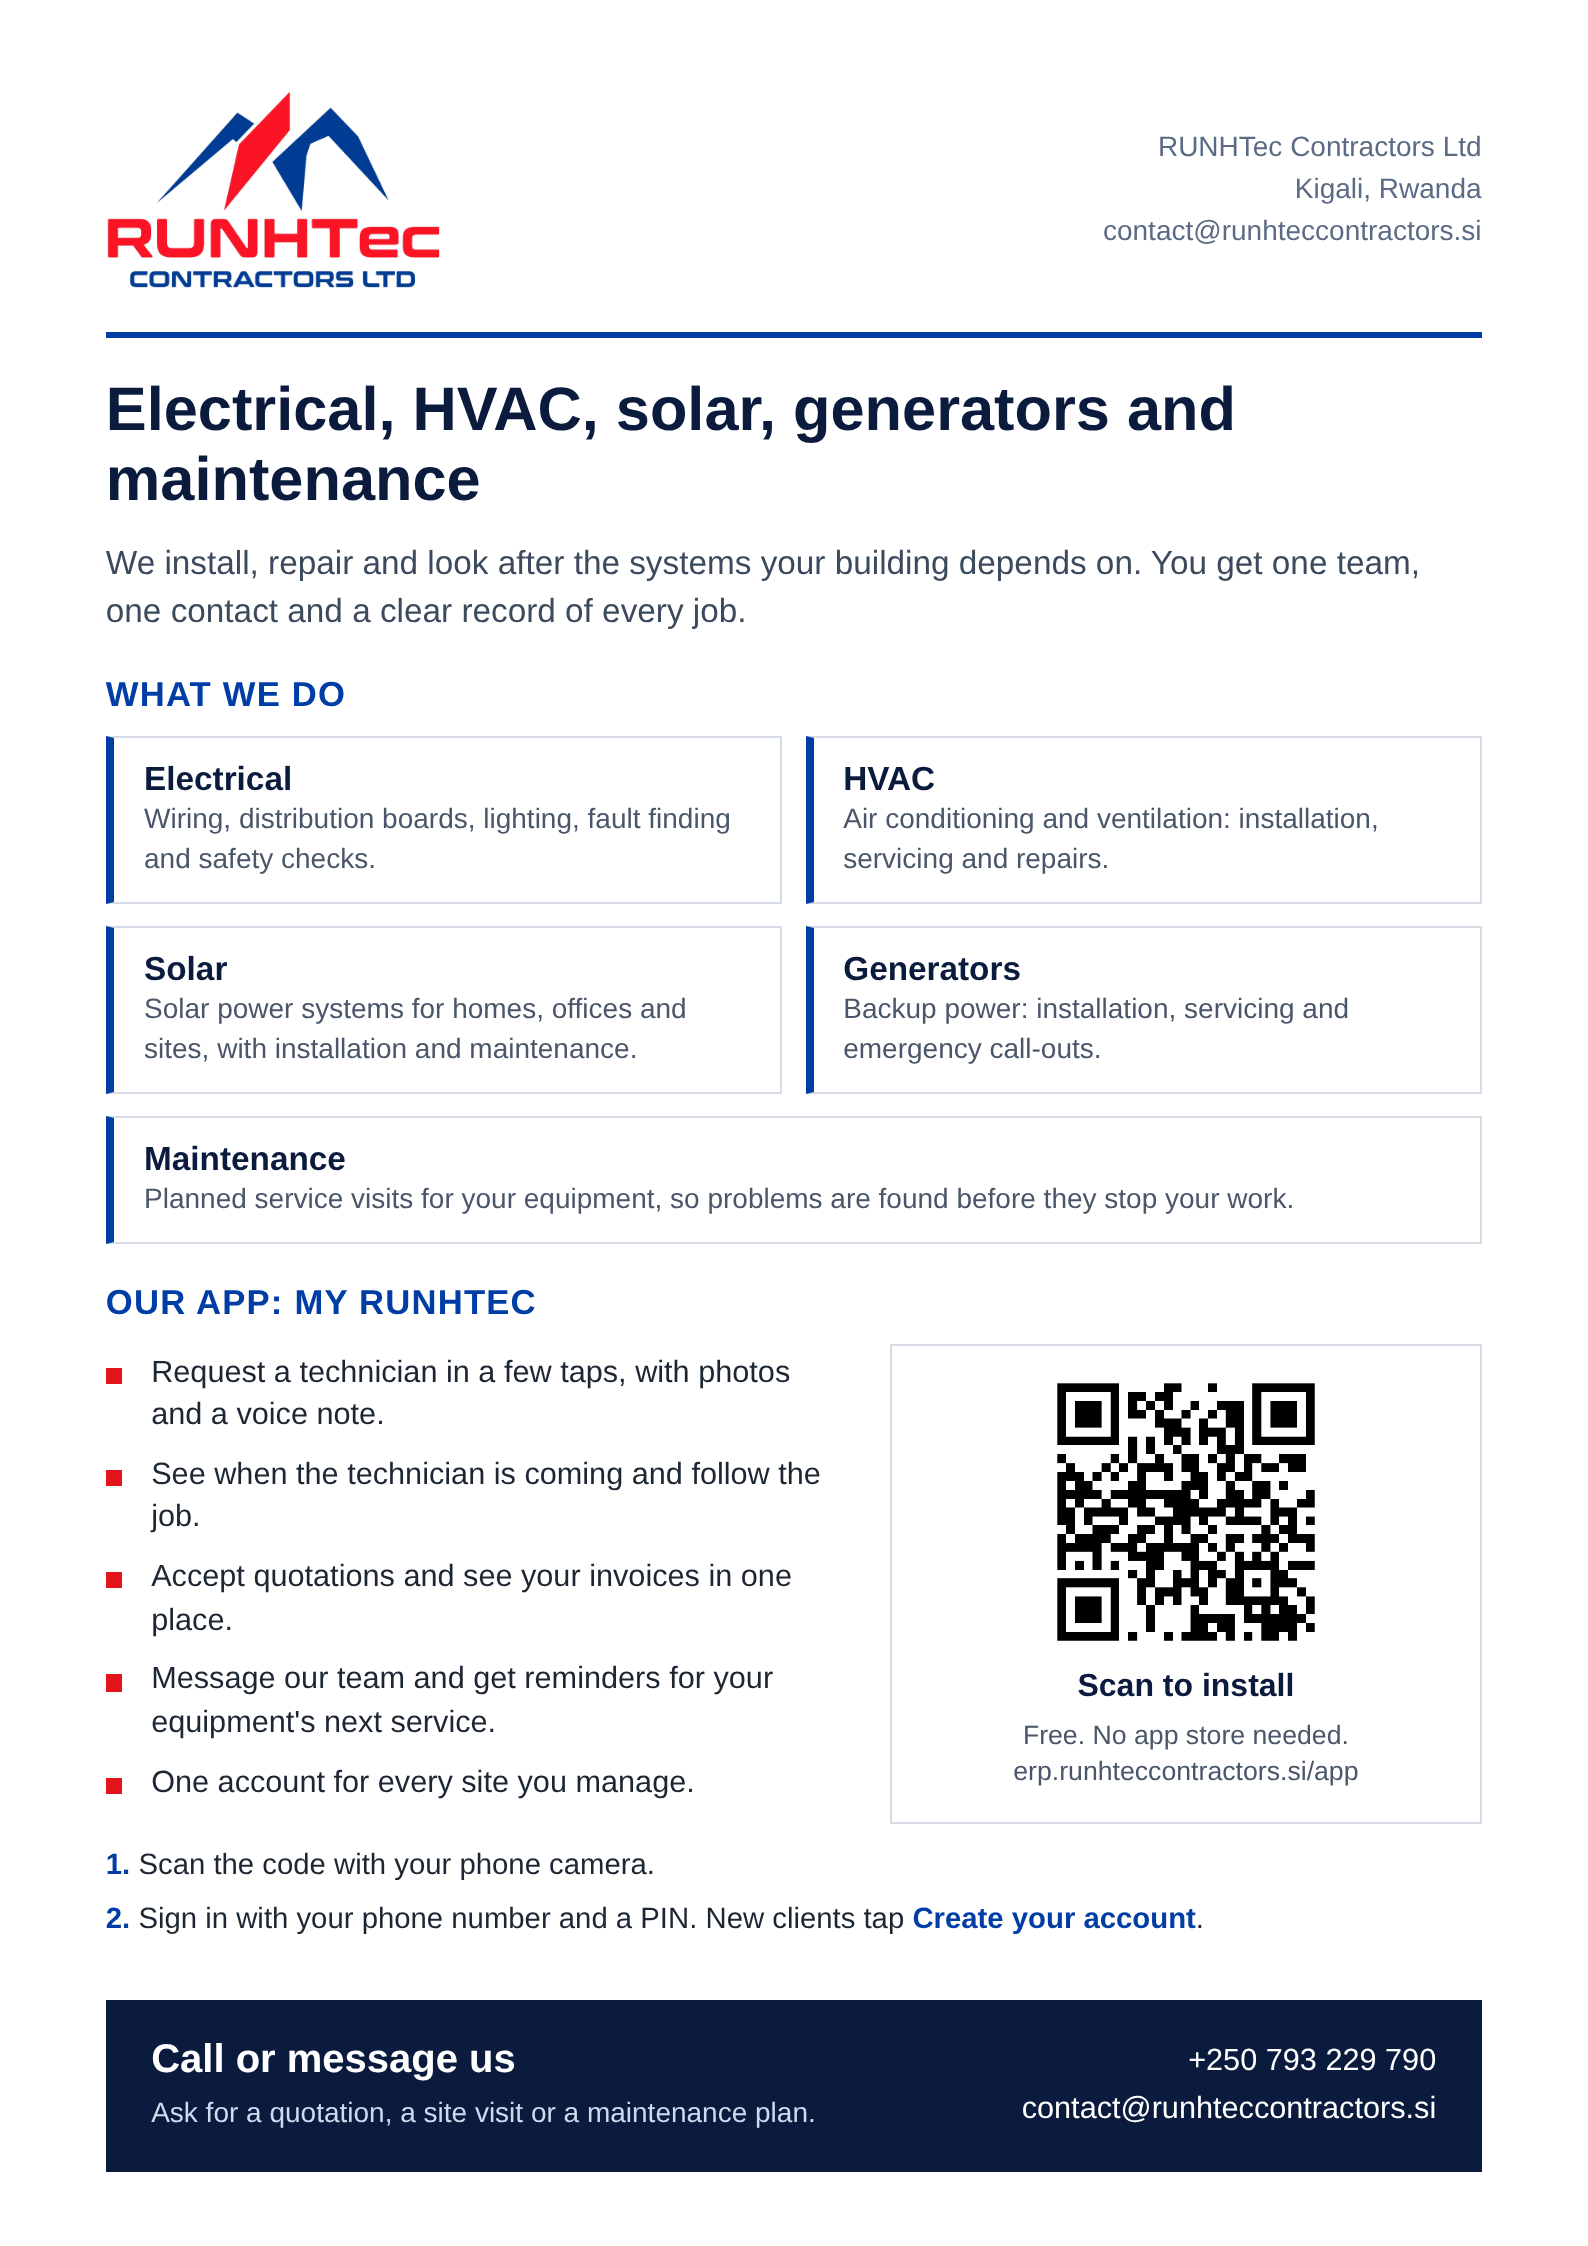 RUNHTec
CONTRACTORS LTD
RUNHTec Contractors Ltd
Kigali, Rwanda
contact@runhteccontractors.si
Electrical, HVAC, solar, generators and
maintenance
We install, repair and look after the systems your building depends on. You get one team,
one contact and a clear record of every job.
WHAT WE DO
Electrical
Wiring, distribution boards, lighting, fault finding
and safety checks.
HVAC
Air conditioning and ventilation: installation,
servicing and repairs.
Solar
Solar power systems for homes, offices and
sites, with installation and maintenance.
Generators
Backup power: installation, servicing and
emergency call-outs.
Maintenance
Planned service visits for your equipment, so problems are found before they stop your work.
OUR APP: MY RUNHTEC
Request a technician in a few taps, with photos
and a voice note.
See when the technician is coming and follow the
job.
Accept quotations and see your invoices in one
place.
Message our team and get reminders for your
equipment's next service.
One account for every site you manage.
Scan to install
Free. No app store needed.
erp.runhteccontractors.si/app
1. Scan the code with your phone camera.
2. Sign in with your phone number and a PIN. New clients tap Create your account.
Call or message us
Ask for a quotation, a site visit or a maintenance plan.
+250 793 229 790
contact@runhteccontractors.si